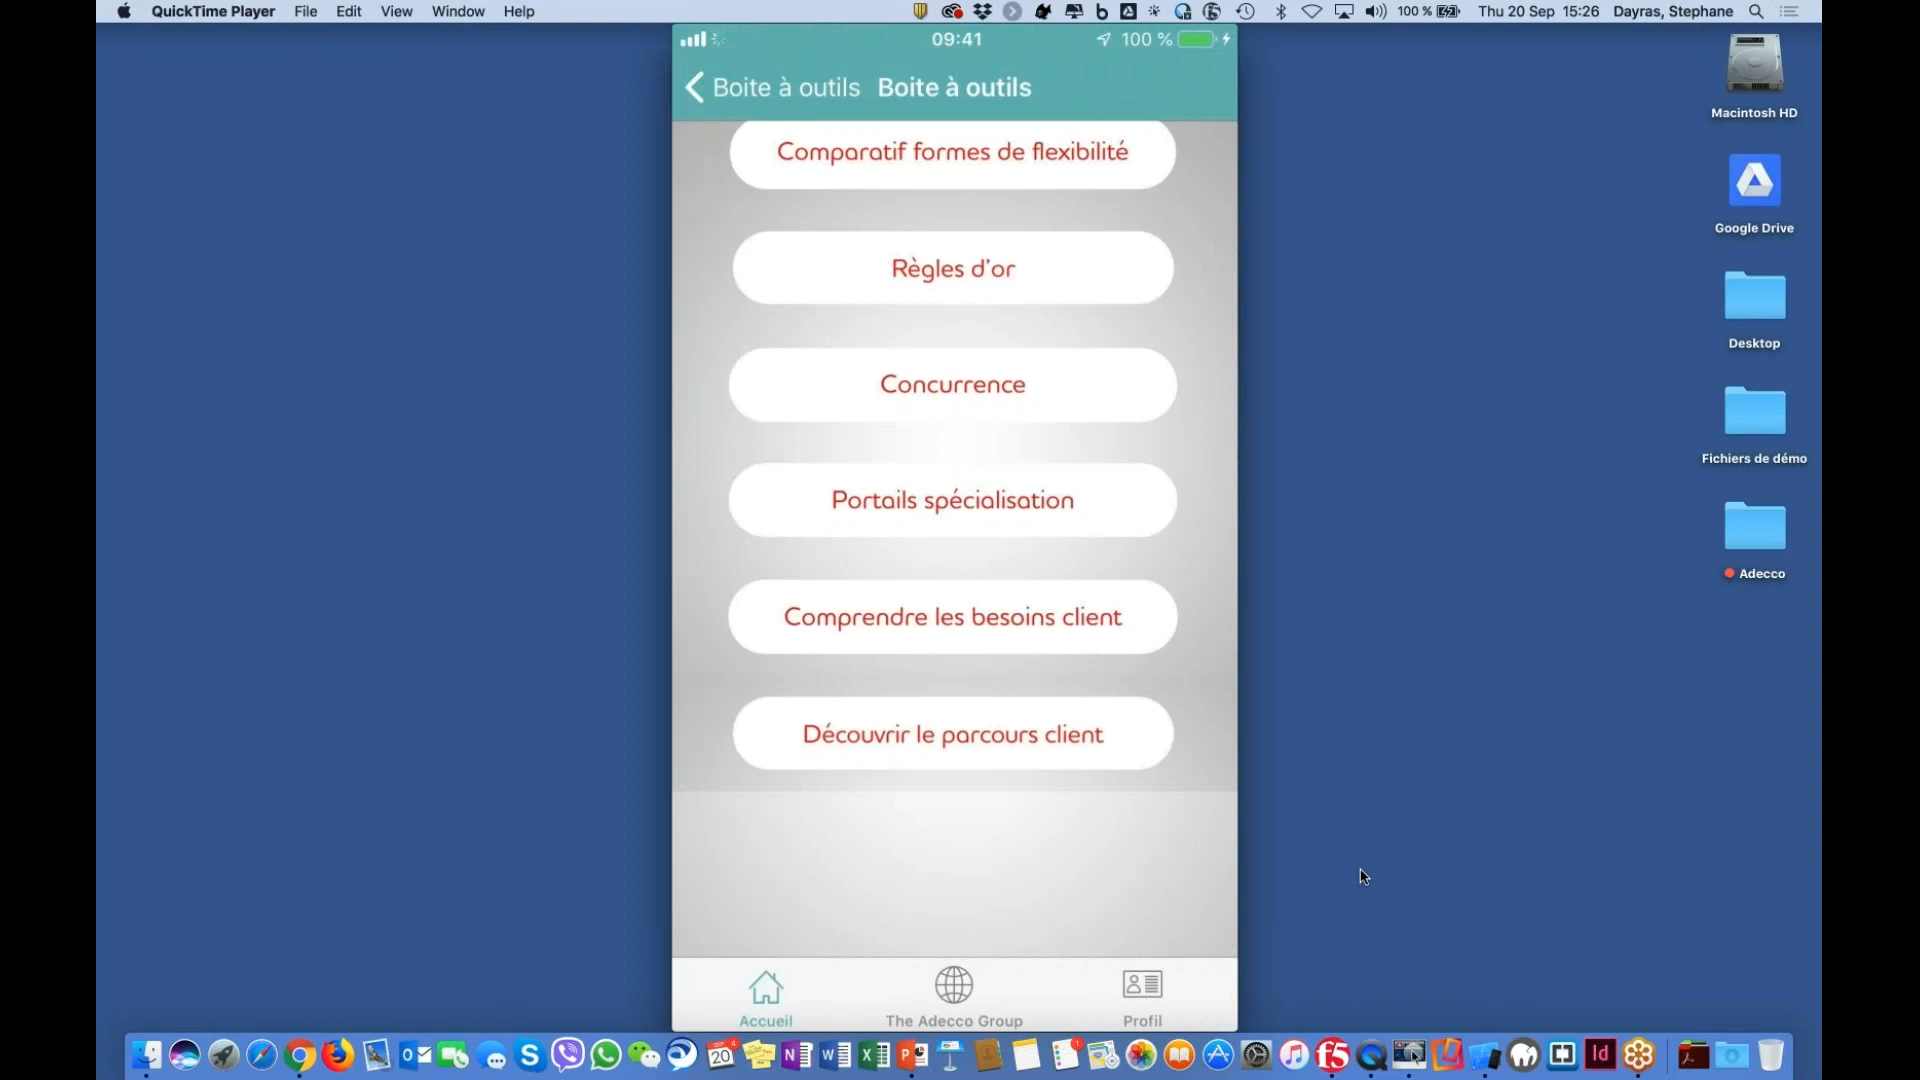 QuickTime Player File Edit View Window Help 100 % Thu 20 Sep 15:26 Dayras, Stephane
09:41 100 %
Boite à outils Boite à outils
Comparatif formes de flexibilité
Règles d'or
Concurrence
Portails spécialisation
Comprendre les besoins client
Découvrir le parcours client
Accueil The Adecco Group Profil
Macintosh HD
Google Drive
Desktop
Fichiers de démo
Adecco